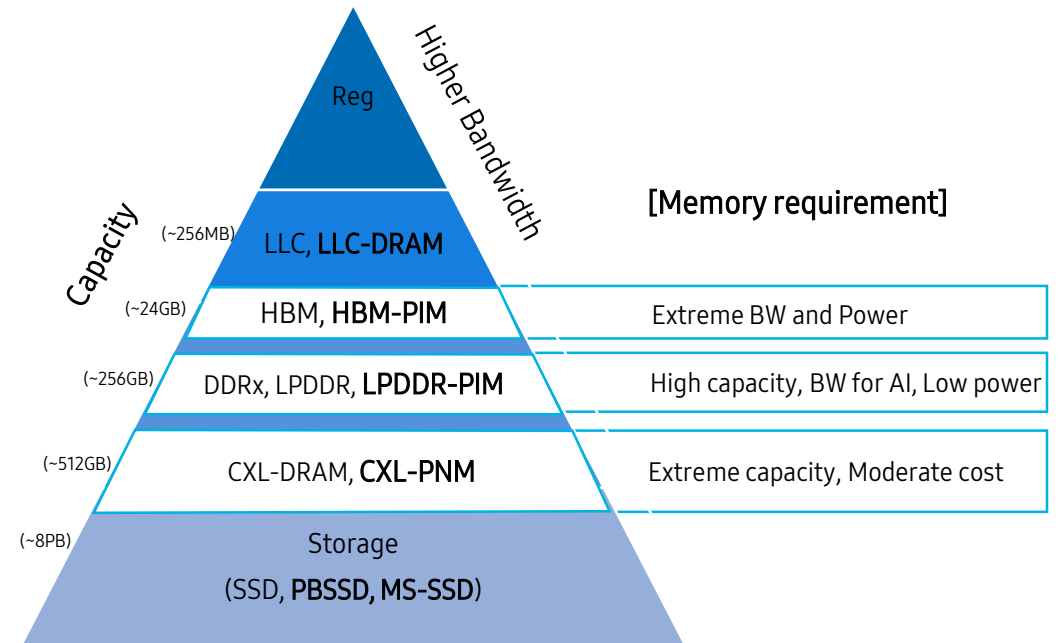 Reg
Higher Bandwidth
[Memory requirement]
Capacity
(~256MB)
LLC, LLC-DRAM
(~24GB)
HBM, HBM-PIM
Extreme BW and Power
(~256GB)
DDRx, LPDDR, LPDDR-PIM
High capacity, BW for AI, Low power
(~512GB)
CXL-DRAM, CXL-PNM
Extreme capacity, Moderate cost
(~8PB)
Storage
(SSD, PBSSD, MS-SSD)